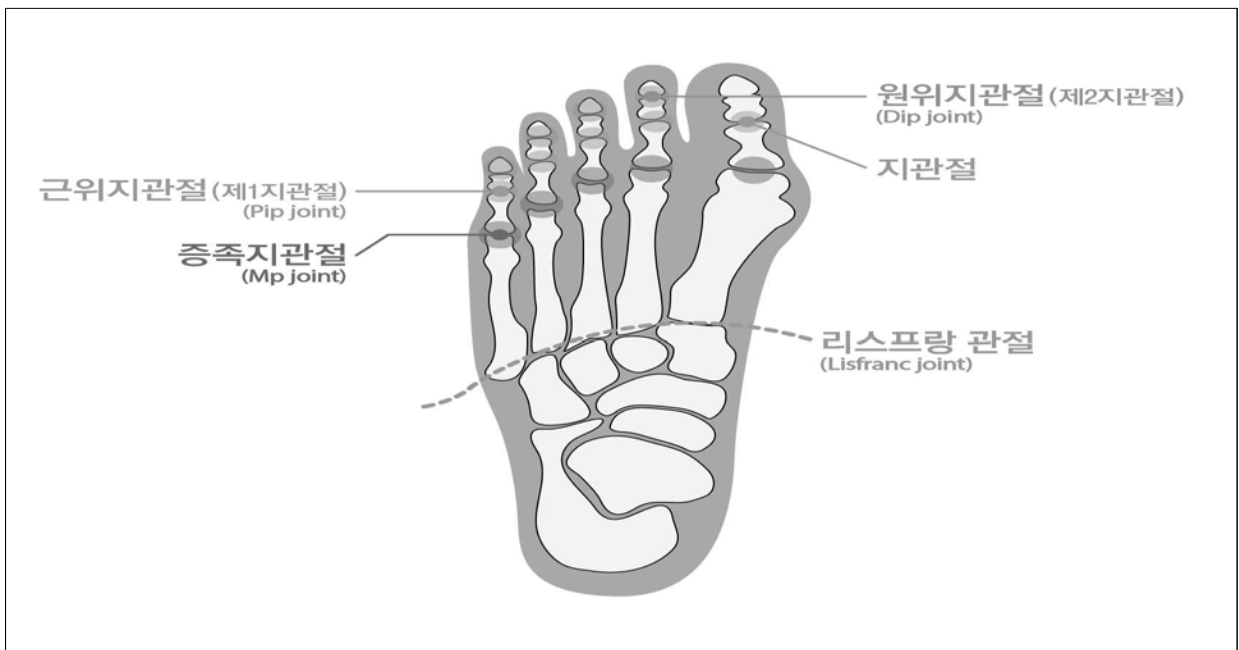 원위지관절(제2지관절)
(Dip joint)
지관절
근위지관절(제1지관절)
(Pip joint)
중족지관절
(Mp joint)
리스프랑 관절
(Lisfranc joint)